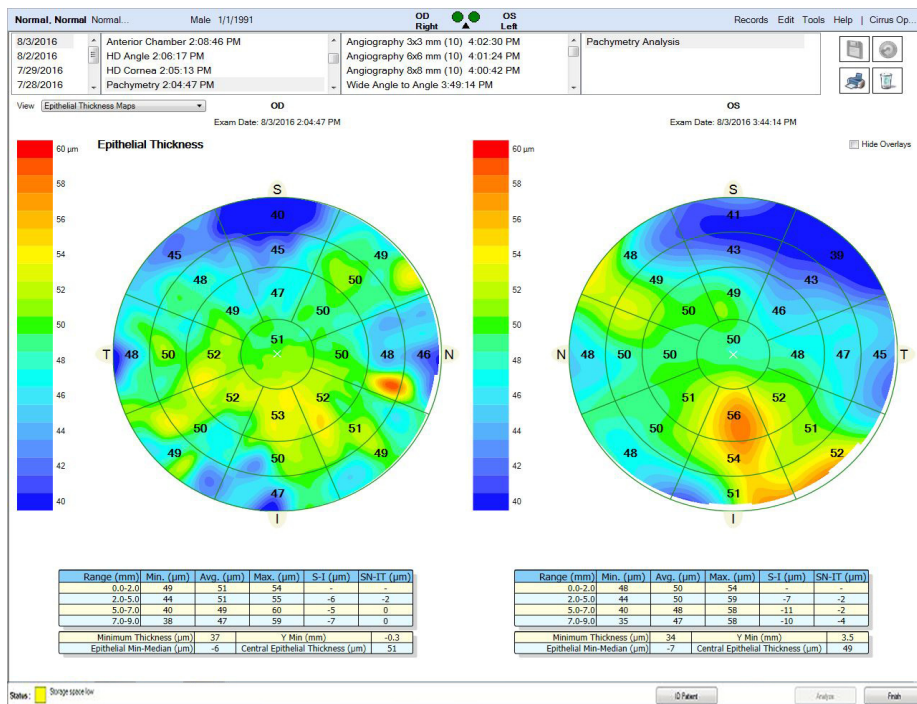 Normal, Normal Normal... Male 1/1/1991 OD Right OS Left Records Edit Tools Help | Cirrus Op...
8/3/2016 Anterior Chamber 2:08:46 PM Angiography 3x3 mm (10) 4:02:30 PM Pachymetry Analysis
8/2/2016 HD Angle 2:06:17 PM Angiography 6x6 mm (10) 4:01:24 PM
7/29/2016 HD Cornea 2:05:13 PM Angiography 8x8 mm (10) 4:00:42 PM
7/28/2016 Pachymetry 2:04:47 PM Wide Angle to Angle 3:49:14 PM
View Epithelial Thickness Maps OD OS
Exam Date: 8/3/2016 2:04:47 PM Exam Date: 8/3/2016 3:44:14 PM
Epithelial Thickness Hide Overlays
60 µm
58
56
54
52
50
48
46
44
42
40
S
40
45 45 49
48 47 50
49 50
51
T 48 50 52 50 48 46 N
52 52
53
50 51
49 50 49
47
I
60 µm
58
56
54
52
50
48
46
44
42
40
S
41
48 43 39
49 43
49
50 46
50
N 48 50 50 48 47 45 T
51 52
56
50 51
48 54 52
51
I
Range (mm) Min. (µm) Avg. (µm) Max. (µm) S-I (µm) SN-IT (µm)
0.0-2.0 49 51 54 - -
2.0-5.0 44 51 55 -6 -2
5.0-7.0 40 49 60 -5 0
7.0-9.0 38 47 59 -7 0
Minimum Thickness (µm) 37 Y Min (mm) -0.3
Epithelial Min-Median (µm) -6 Central Epithelial Thickness (µm) 51
Range (mm) Min. (µm) Avg. (µm) Max. (µm) S-I (µm) SN-IT (µm)
0.0-2.0 48 50 54 - -
2.0-5.0 44 50 59 -7 -2
5.0-7.0 40 48 58 -11 -2
7.0-9.0 35 47 58 -10 -4
Minimum Thickness (µm) 34 Y Min (mm) 3.5
Epithelial Min-Median (µm) -7 Central Epithelial Thickness (µm) 49
Status: Storage space low ID Patient Analyze Finish